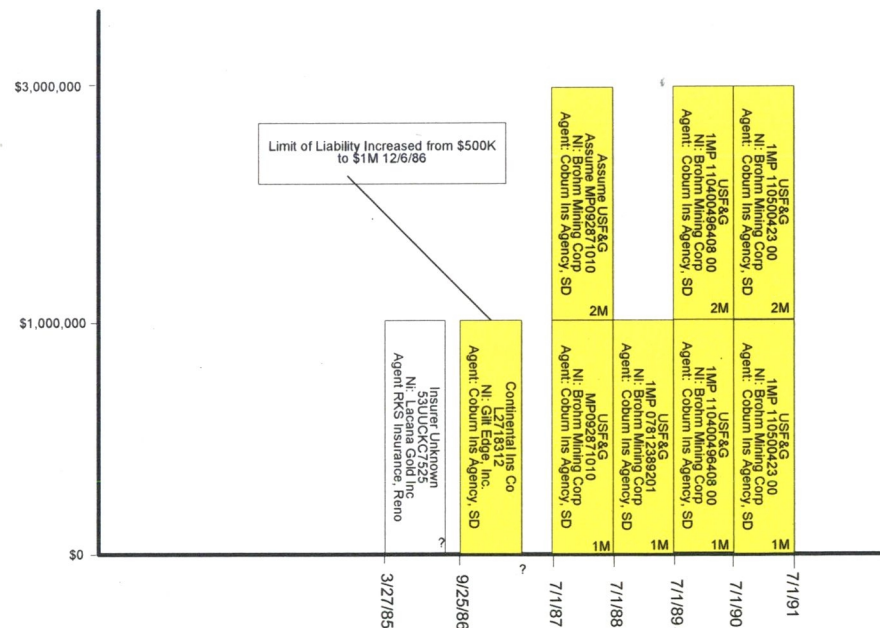 $3,000,000
$1,000,000
$0
Limit of Liability Increased from $500K
to $1M 12/6/86
Insurer Unknown
53UUCKC7525
Ni: Lacana Gold Inc
Agent RKS Insurance, Reno
?
Continental Ins Co
L2718312
NI: Gilt Edge, Inc.
Agent: Coburn Ins Agency, SD
?
Assume USF&G
Assume MP092871010
NI: Brohm Mining Corp
Agent: Coburn Ins Agency, SD
2M
USF&G
MP092871010
NI: Brohm Mining Corp
Agent: Coburn Ins Agency, SD
1M
USF&G
1MP 07812389201
NI: Brohm Mining Corp
Agent: Coburn Ins Agency, SD
1M
USF&G
1MP 110400496408 00
NI: Brohm Mining Corp
Agent: Coburn Ins Agency, SD
2M
USF&G
1MP 110400496408 00
NI: Brohm Mining Corp
Agent: Coburn Ins Agency, SD
1M
USF&G
1MP 110500423 00
NI: Brohm Mining Corp
Agent: Coburn Ins Agency, SD
2M
USF&G
1MP 110500423 00
NI: Brohm Mining Corp
Agent: Coburn Ins Agency, SD
1M
3/27/85
9/25/86
7/1/87
7/1/88
7/1/89
7/1/90
7/1/91